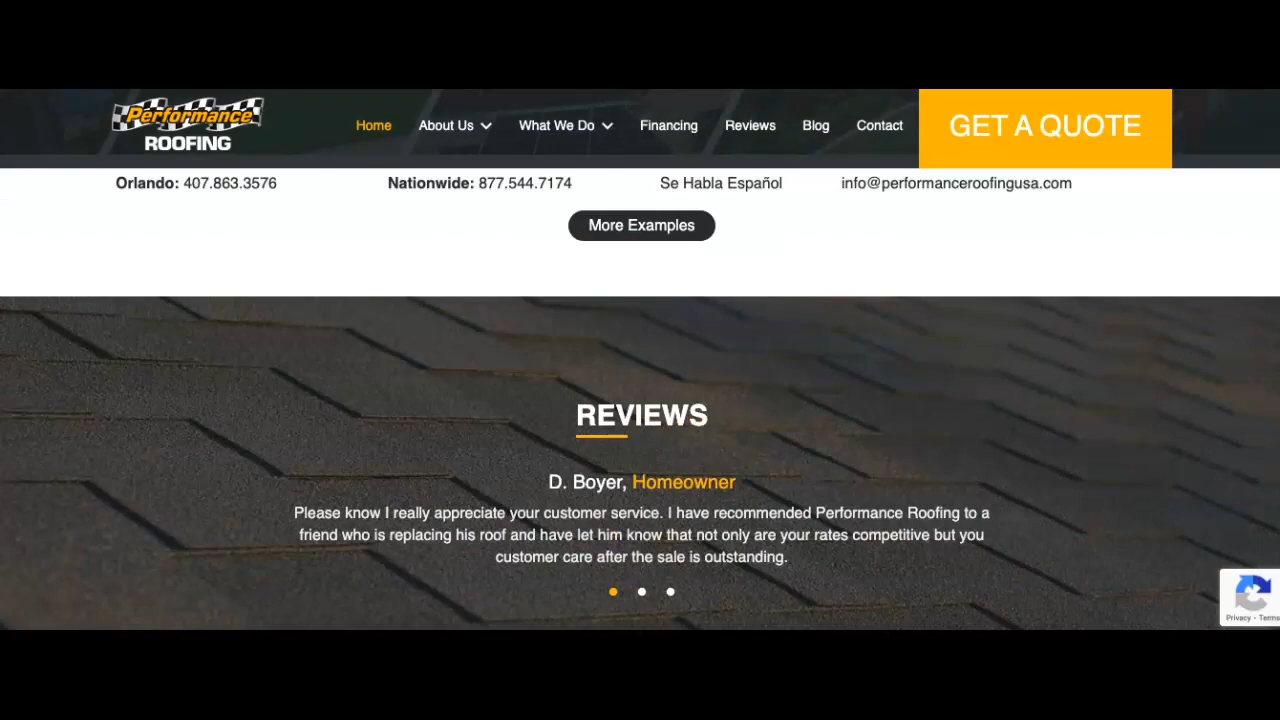 Performance
ROOFING
Home About Us What We Do Financing Reviews Blog Contact GET A QUOTE
Orlando: 407.863.3576 Nationwide: 877.544.7174 Se Habla Español info@performanceroofingusa.com
More Examples
REVIEWS
D. Boyer, Homeowner
Please know I really appreciate your customer service. I have recommended Performance Roofing to a
friend who is replacing his roof and have let him know that not only are your rates competitive but you
customer care after the sale is outstanding.
Privacy - Terms